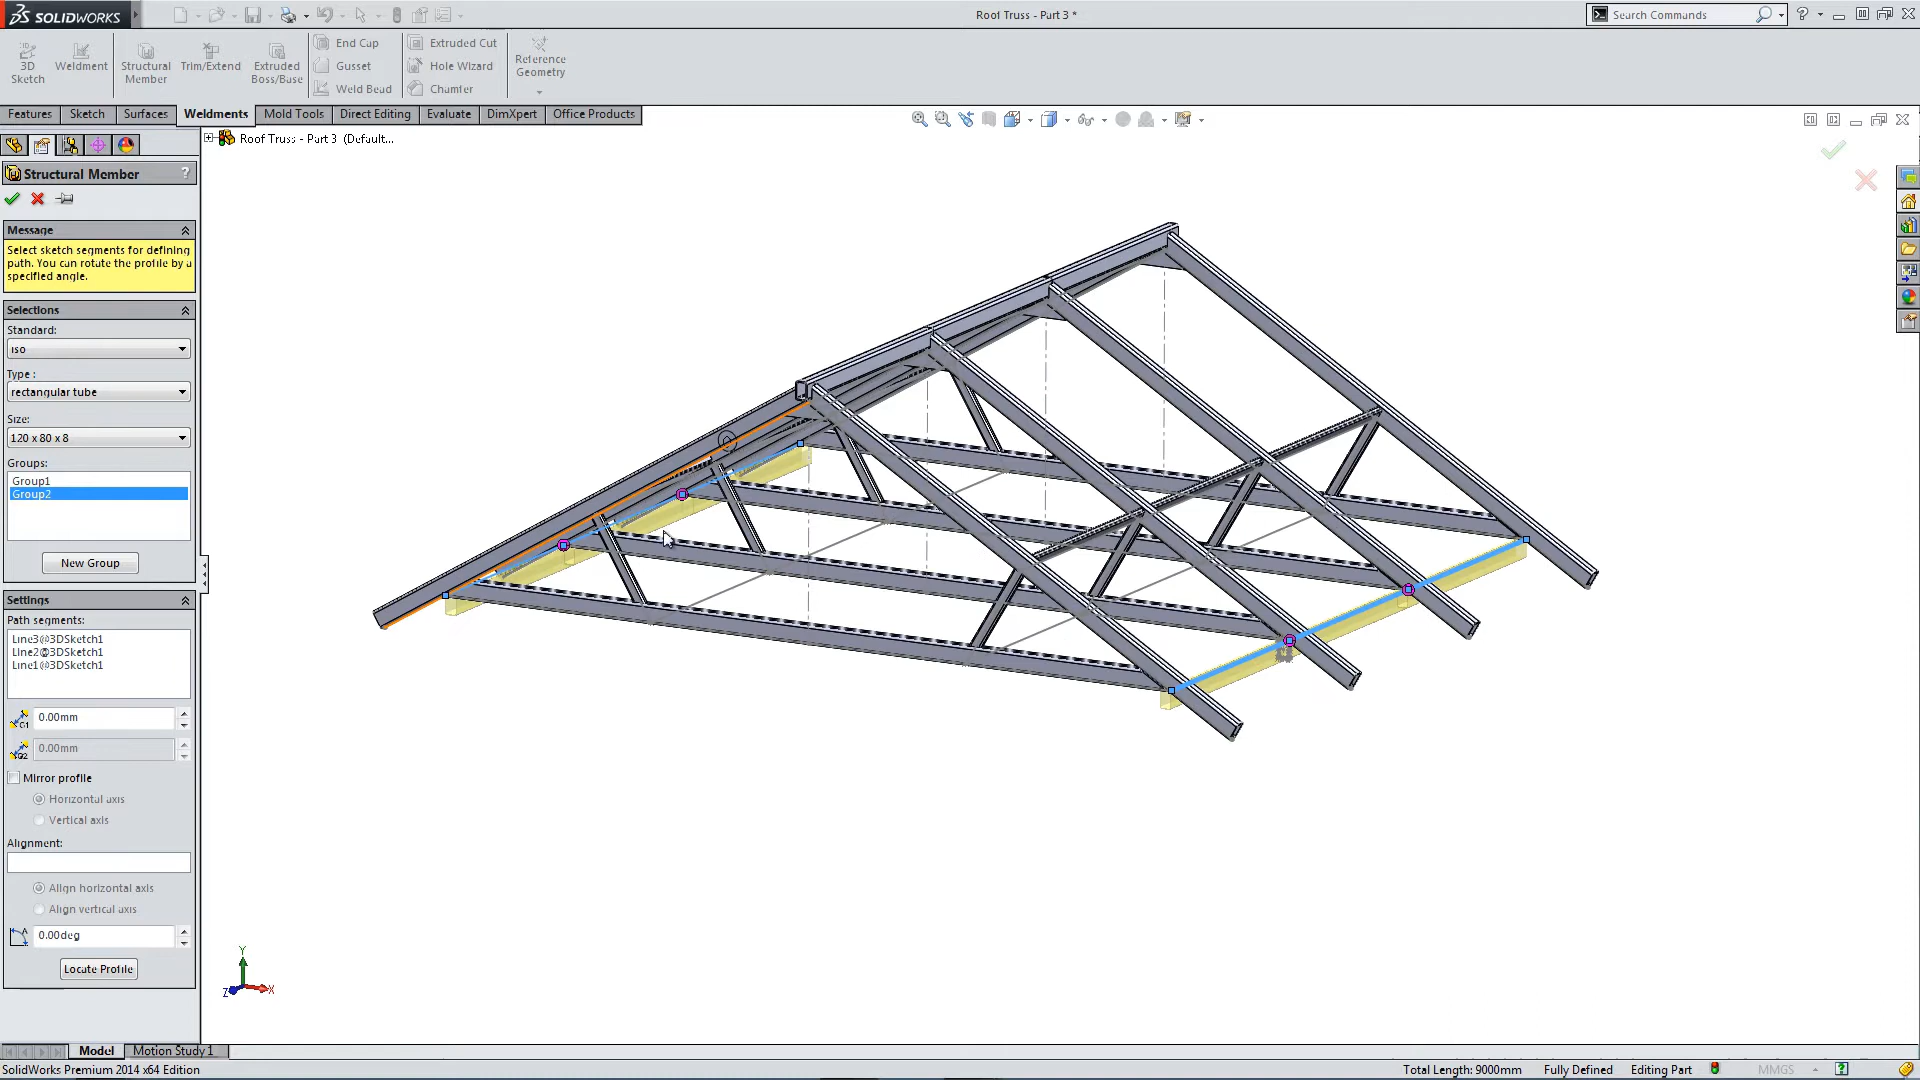 SOLIDWORKS
Roof Truss - Part 3 *
Search Commands
3D Sketch
Weldment
Structural Member
Trim/Extend
Extruded Boss/Base
End Cap
Gusset
Weld Bead
Extruded Cut
Hole Wizard
Chamfer
Reference Geometry
Features
Sketch
Surfaces
Weldments
Mold Tools
Direct Editing
Evaluate
DimXpert
Office Products
Roof Truss - Part 3 (Default...
Structural Member
?
Message
Select sketch segments for defining
path. You can rotate the profile by a
specified angle.
Selections
Standard:
iso
Type :
rectangular tube
Size:
120 x 80 x 8
Groups:
Group1
Group2
New Group
Settings
Path segments:
Line3@3DSketch1
Line2@3DSketch1
Line1@3DSketch1
G1
0.00mm
G2
0.00mm
Mirror profile
Horizontal axis
Vertical axis
Alignment:
Align horizontal axis
Align vertical axis
0.00deg
Locate Profile
Y
Z
X
Model
Motion Study 1
SolidWorks Premium 2014 x64 Edition
Total Length: 9000mm
Fully Defined
Editing Part
MMGS
?